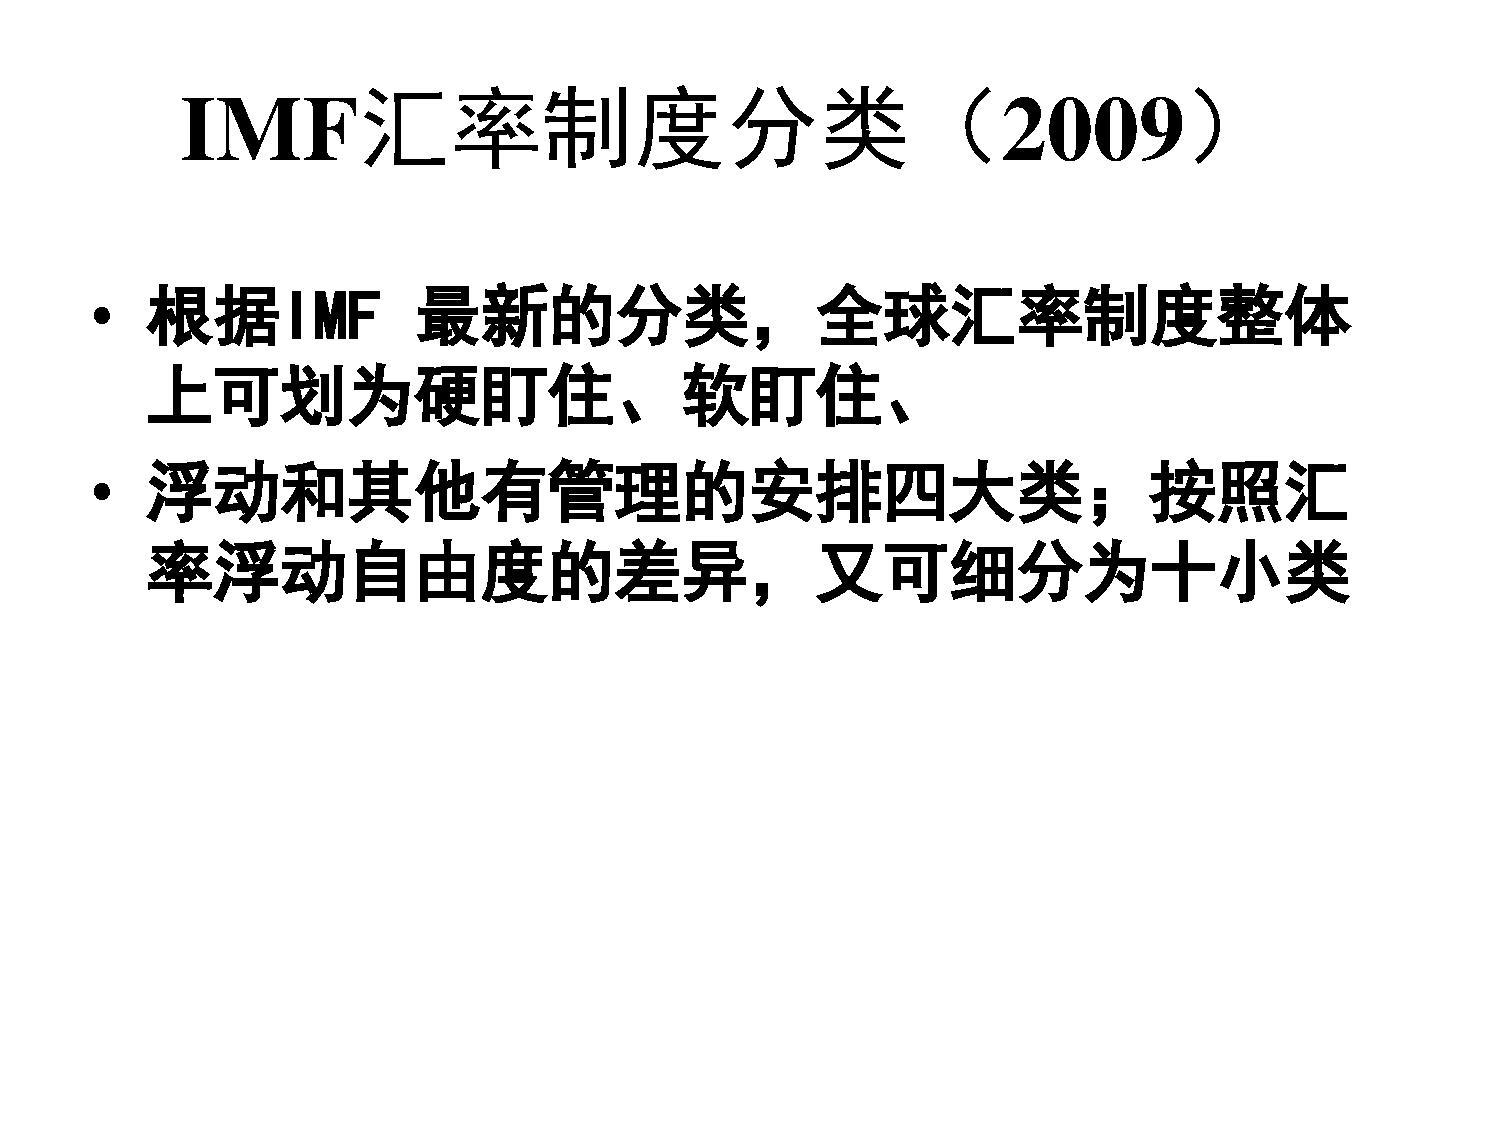 IMF汇率制度分类（2009）
• 根据IMF 最新的分类，全球汇率制度整体
上可划为硬盯住、软盯住、
• 浮动和其他有管理的安排四大类；按照汇
率浮动自由度的差异，又可细分为十小类